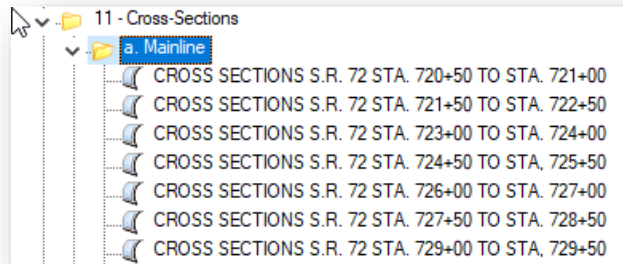 11 - Cross-Sections
a. Mainline
CROSS SECTIONS S.R. 72 STA. 720+50 TO STA. 721+00
CROSS SECTIONS S.R. 72 STA. 721+50 TO STA. 722+50
CROSS SECTIONS S.R. 72 STA. 723+00 TO STA. 724+00
CROSS SECTIONS S.R. 72 STA. 724+50 TO STA, 725+50
CROSS SECTIONS S.R. 72 STA. 726+00 TO STA. 727+00
CROSS SECTIONS S.R. 72 STA. 727+50 TO STA. 728+50
CROSS SECTIONS S.R. 72 STA. 729+00 TO STA, 729+50